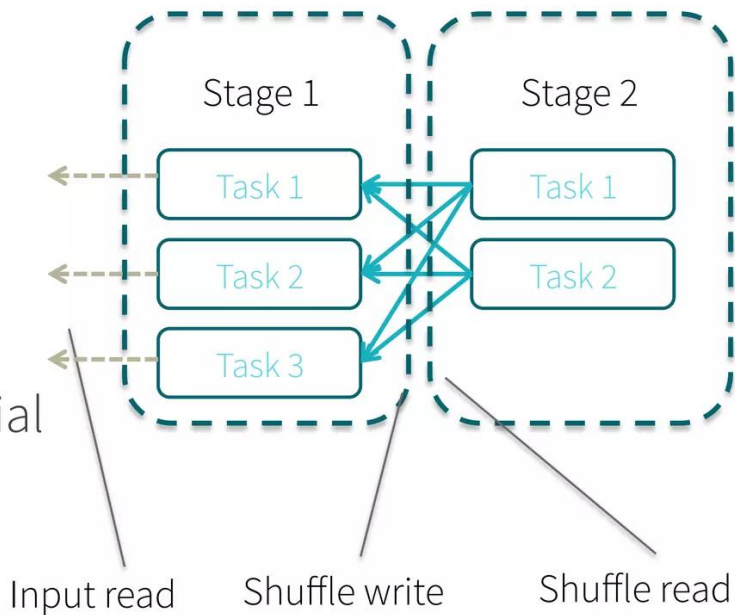 Stage 1
Stage 2
Task 1
Task 1
Task 2
Task 2
Task 3
ial
Input read
Shuffle write
Shuffle read